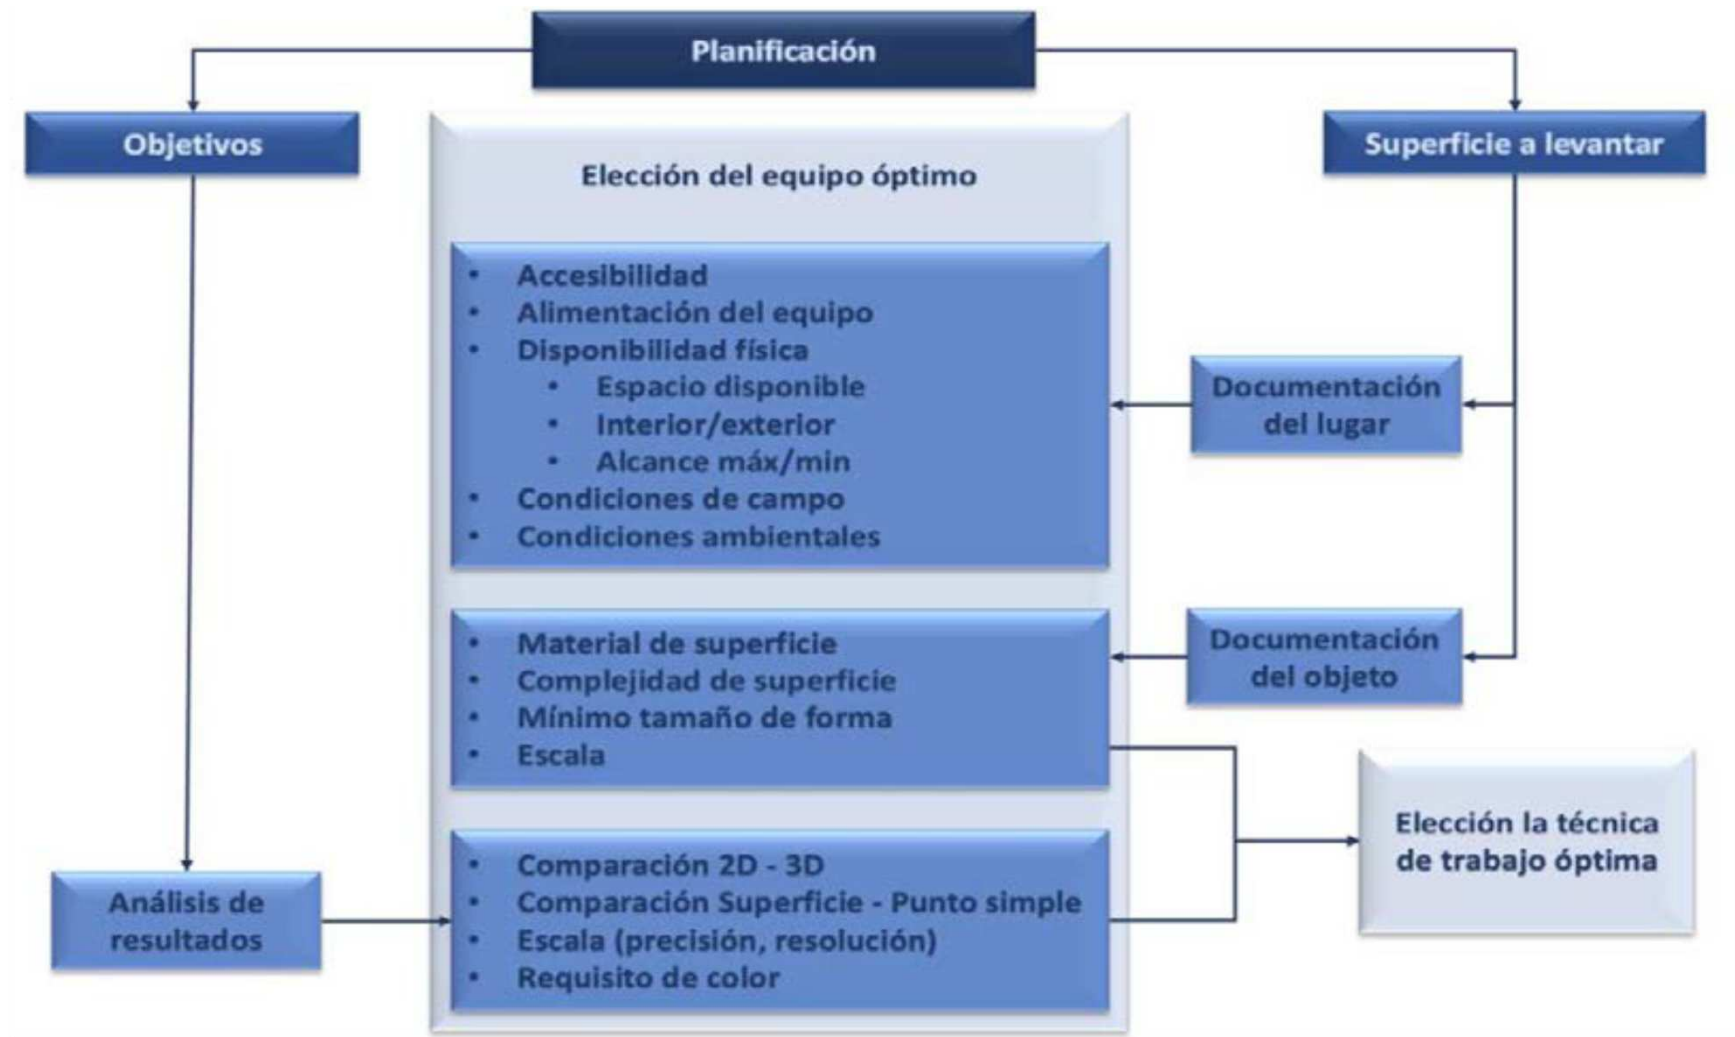 Planificación
Objetivos
Superficie a levantar
Elección del equipo óptimo
• Accesibilidad
• Alimentación del equipo
• Disponibilidad física
• Espacio disponible
• Interior/exterior
• Alcance máx/min
• Condiciones de campo
• Condiciones ambientales
Documentación
del lugar
• Material de superficie
• Complejidad de superficie
• Mínimo tamaño de forma
• Escala
Documentación
del objeto
Elección la técnica
de trabajo óptima
Análisis de
resultados
• Comparación 2D - 3D
• Comparación Superficie - Punto simple
• Escala (precisión, resolución)
• Requisito de color